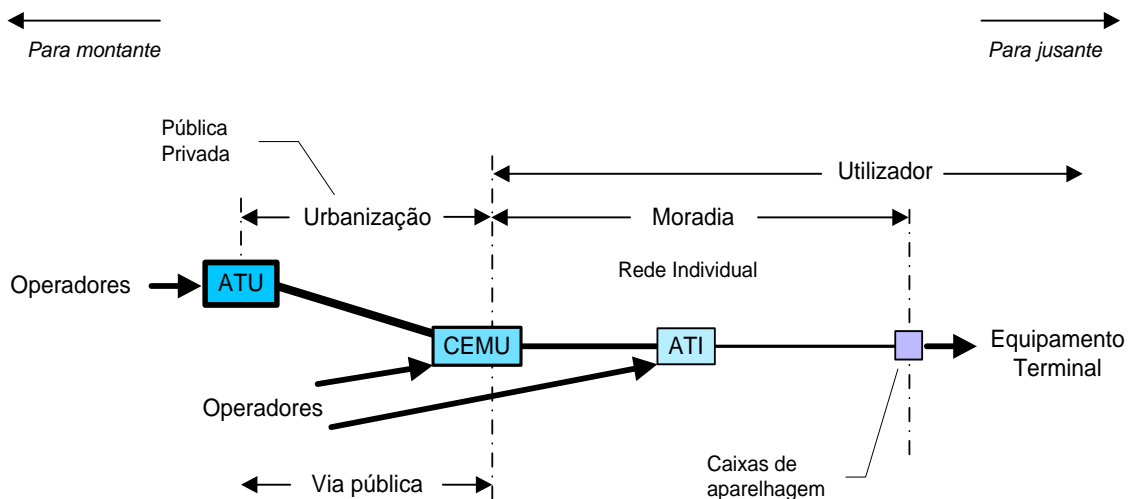 Para montante
Para jusante
Pública
Privada
Utilizador
Urbanização
Moradia
Rede Individual
Operadores
ATU
CEMU
ATI
Equipamento
Terminal
Operadores
Caixas de
aparelhagem
Via pública